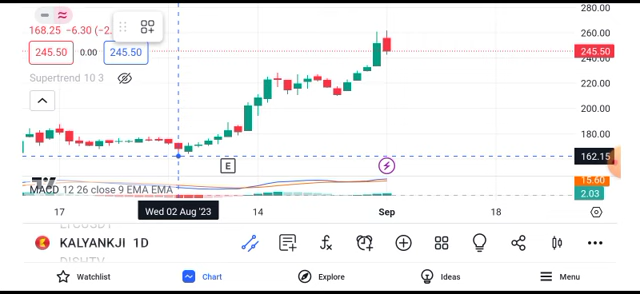 280.00
168.25 -6.30 (-2.
260.00
245.50 0.00 245.50
245.50
240.00
Supertrend 10 3
220.00
200.00
180.00
E
162.15
MACD 12 26 close 9 EMA EMA
15.60
2.03
17 Wed 02 Aug '23 14 Sep 18
KALYANKJI 1D
Watchlist Chart Explore Ideas Menu